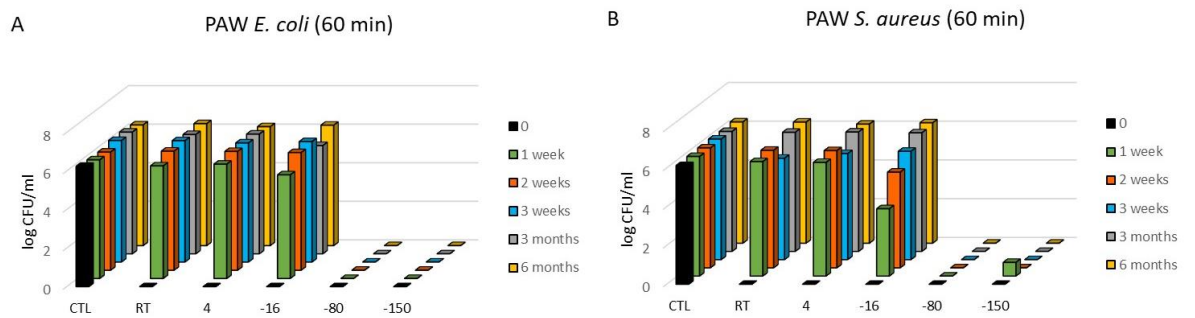 A
PAW E. coli (60 min)
8
6
4
2
0
log CFU/ml
CTL RT 4 -16 -80 -150
0
1 week
2 weeks
3 weeks
3 months
6 months
B
PAW S. aureus (60 min)
8
6
4
2
0
log CFU/ml
CTL RT 4 -16 -80 -150
0
1 week
2 weeks
3 weeks
3 months
6 months